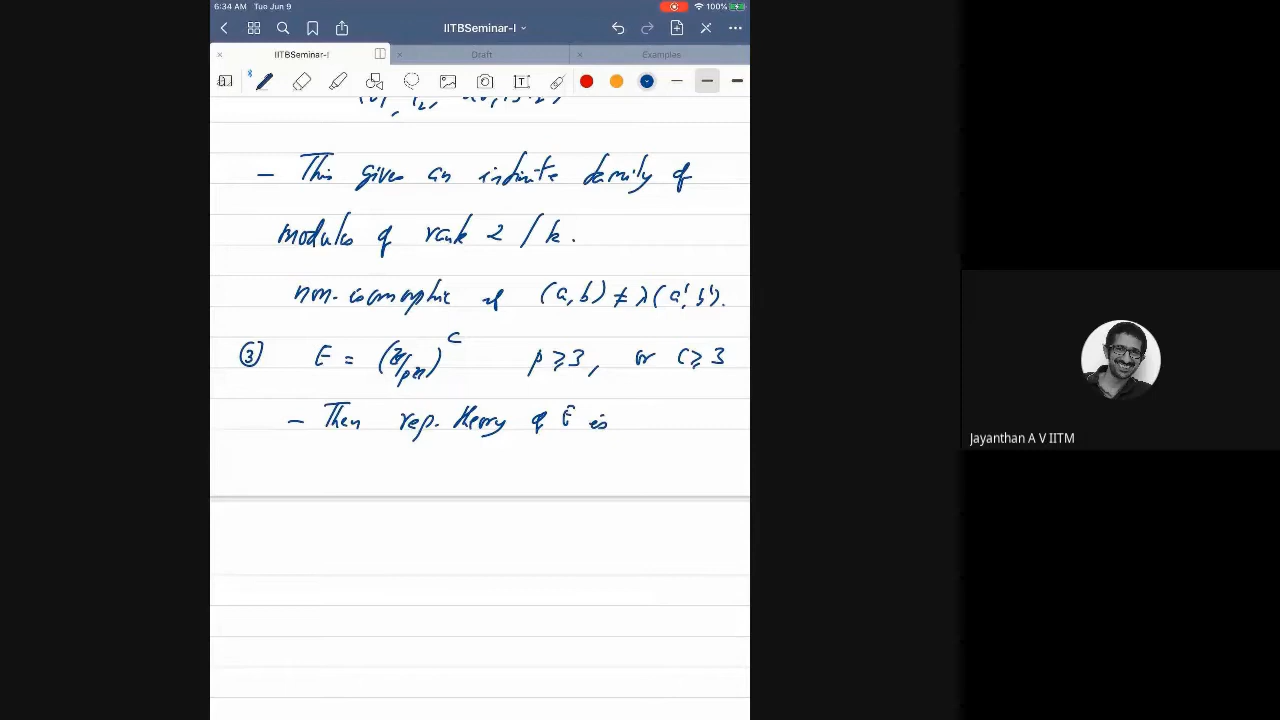 6:34 AM Tue Jun 9
100%
IITBSeminar-I
IITBSeminar-I
Draft
Examples
- This gives an infinite family of
modules of rank 2 / k.
non-isomorphic if (a, b) ≠ λ(a', b').
③ E = (Z/pZ)^c p ≥ 3, or c ≥ 3
- Then rep. theory of E is
Jayanthan A V IITM